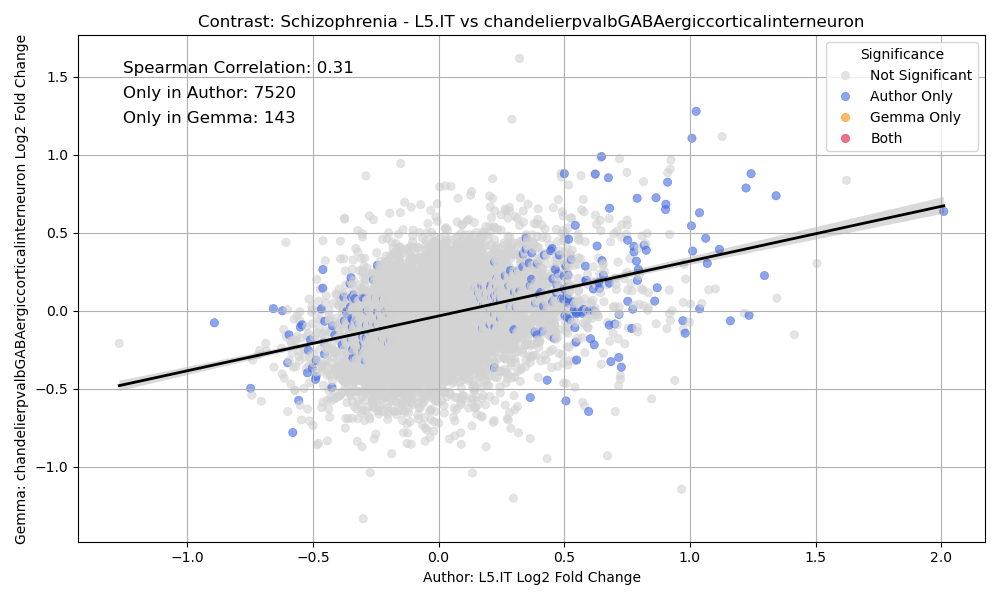 Contrast: Schizophrenia - L5.IT vs chandelierpvalbGABAergiccorticalinterneuron
Gemma: chandelierpvalbGABAergiccorticalinterneuron Log2 Fold Change
1.5
1.0
0.5
0.0
−0.5
−1.0
Spearman Correlation: 0.31
Only in Author: 7520
Only in Gemma: 143
Significance
Not Significant
Author Only
Gemma Only
Both
−1.0
−0.5
0.0
0.5
1.0
1.5
2.0
Author: L5.IT Log2 Fold Change